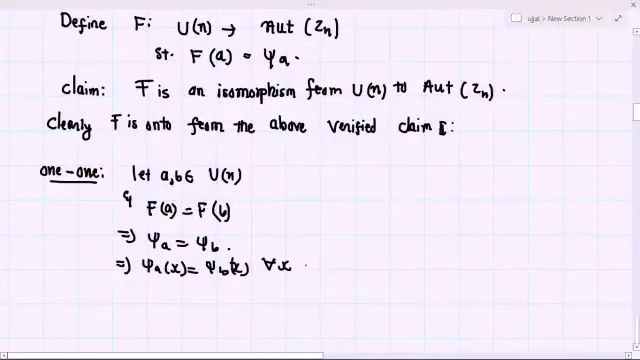 ujjal - New Section 1
Define F: U(n) → Aut (Zn)
St. F(a) = ψa.
claim: F is an isomorphism from U(n) to Aut (Zn).
Clearly F is onto from the above verified claim I:
one-one: let a,b ∈ U(n)
& F(a) = F(b)
=> ψa = ψb.
=> ψa(x) = ψb(x) ∀x